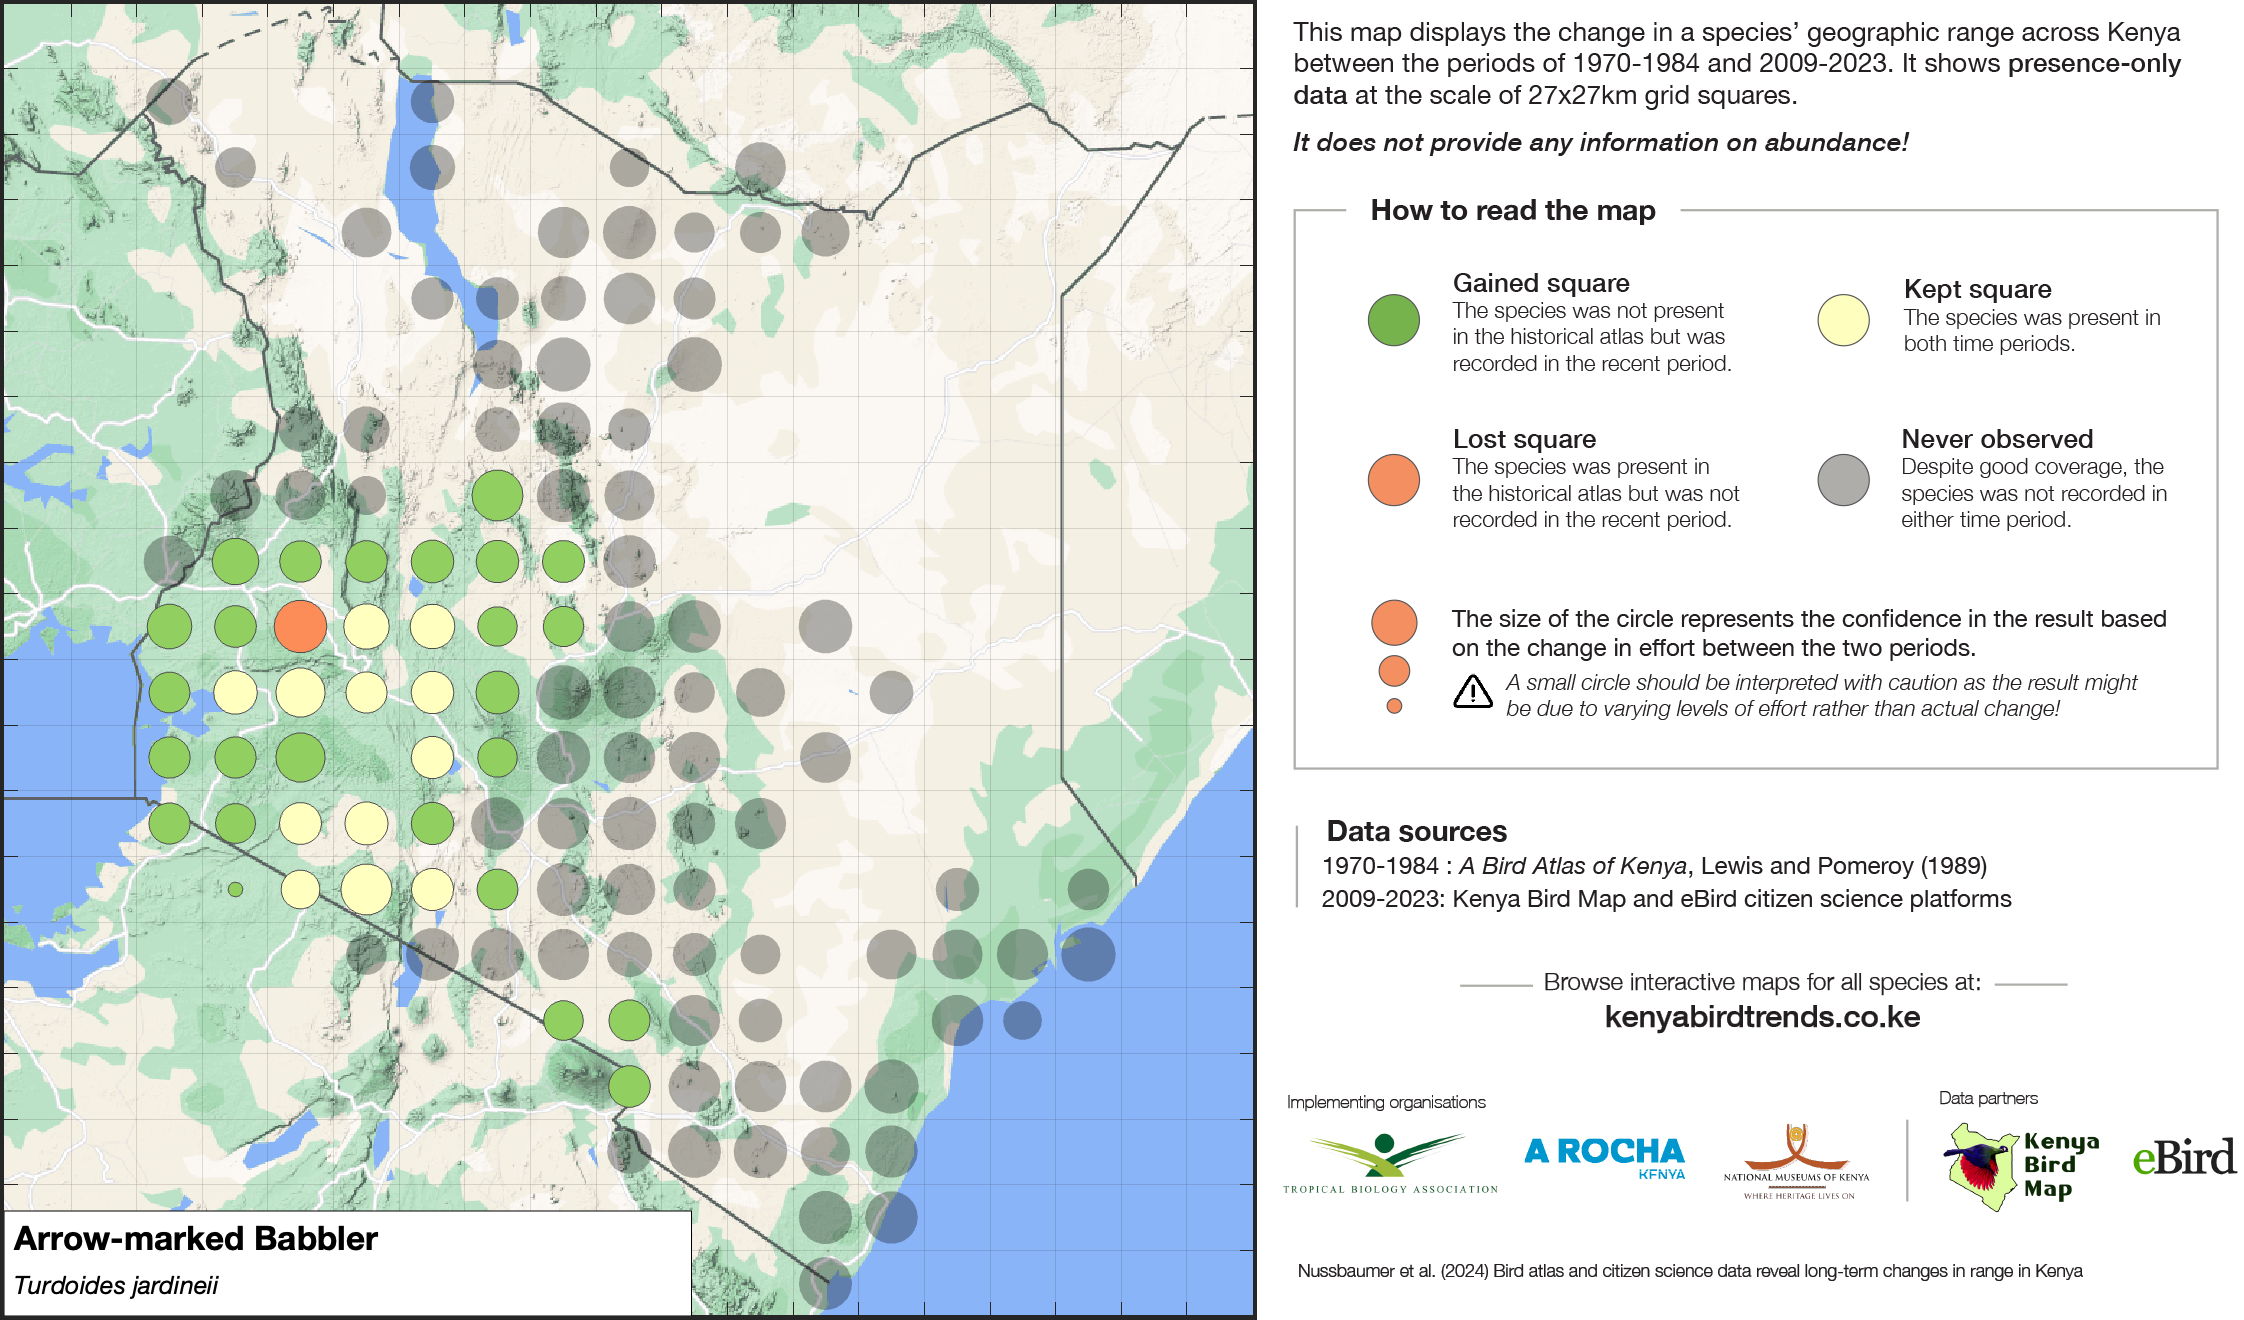 This map displays the change in a species’ geographic range across Kenya
between the periods of 1970-1984 and 2009-2023. It shows presence-only
data at the scale of 27x27km grid squares.
It does not provide any information on abundance!
How to read the map
Gained square
The species was not present
in the historical atlas but was
recorded in the recent period.
Kept square
The species was present in
both time periods.
Lost square
The species was present in
the historical atlas but was not
recorded in the recent period.
Never observed
Despite good coverage, the
species was not recorded in
either time period.
The size of the circle represents the confidence in the result based
on the change in effort between the two periods.
A small circle should be interpreted with caution as the result might
be due to varying levels of effort rather than actual change!
Data sources
1970-1984 : A Bird Atlas of Kenya, Lewis and Pomeroy (1989)
2009-2023: Kenya Bird Map and eBird citizen science platforms
Browse interactive maps for all species at:
kenyabirdtrends.co.ke
Implementing organisations
Data partners
TROPICAL BIOLOGY ASSOCIATION
A ROCHA
KENYA
NATIONAL MUSEUMS OF KENYA
WHERE HERITAGE LIVES ON
Kenya
Bird
Map
eBird
Arrow-marked Babbler
Turdoides jardineii
Nussbaumer et al. (2024) Bird atlas and citizen science data reveal long-term changes in range in Kenya